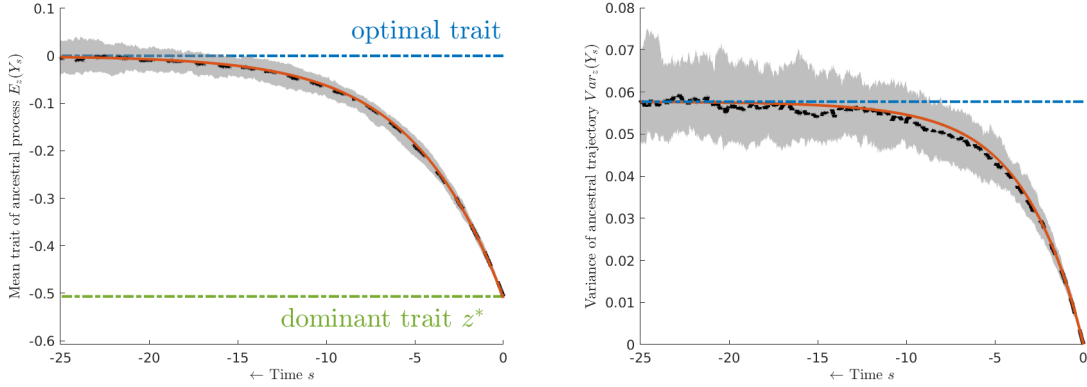 0.1
0
-0.1
-0.2
-0.3
-0.4
-0.5
-0.6
Mean trait of ancestral process E_z(Y_s)
optimal trait
dominant trait z*
-25 -20 -15 -10 -5 0
← Time s
0.08
0.07
0.06
0.05
0.04
0.03
0.02
0.01
0
Variance of ancestral trajectory Var_z(Y_s)
-25 -20 -15 -10 -5 0
← Time s